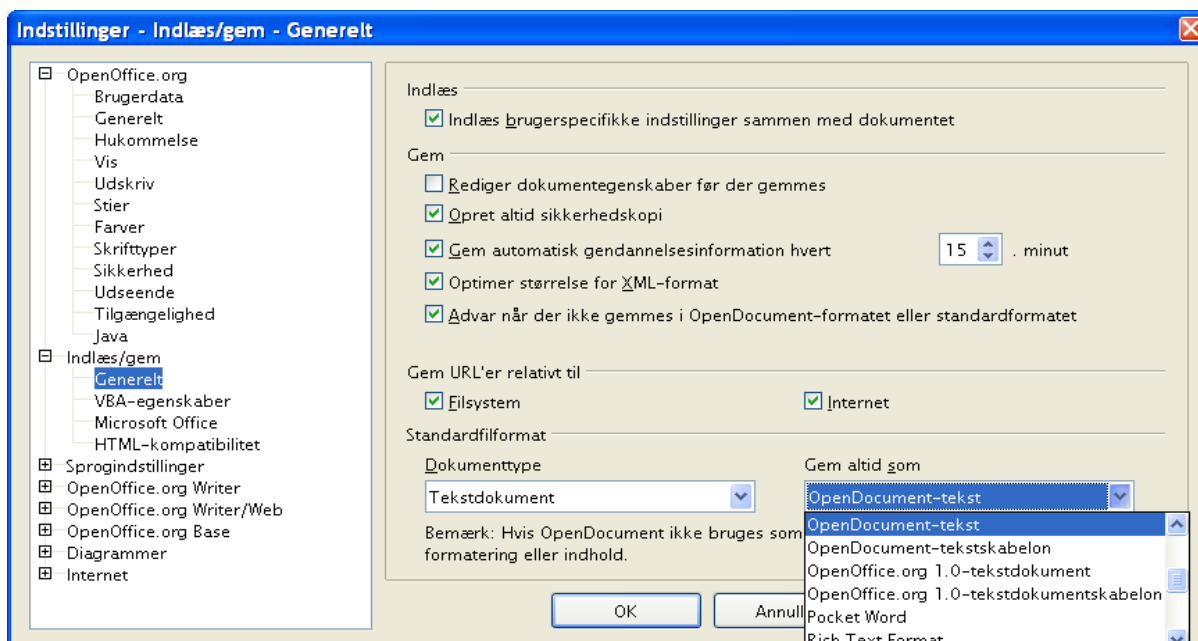 Indstillinger - Indlæs/gem - Generelt
OpenOffice.org
Brugerdata
Generelt
Hukommelse
Vis
Udskriv
Stier
Farver
Skrifttyper
Sikkerhed
Udseende
Tilgængelighed
Java
Indlæs/gem
Generelt
VBA-egenskaber
Microsoft Office
HTML-kompatibilitet
Sprogindstillinger
OpenOffice.org Writer
OpenOffice.org Writer/Web
OpenOffice.org Base
Diagrammer
Internet
Indlæs
Indlæs brugerspecifikke indstillinger sammen med dokumentet
Gem
Rediger dokumentegenskaber før der gemmes
Opret altid sikkerhedskopi
Gem automatisk gendannelsesinformation hvert 15 . minut
Optimer størrelse for XML-format
Advar når der ikke gemmes i OpenDocument-formatet eller standardformatet
Gem URL'er relativt til
Filsystem Internet
Standardfilformat
Dokumenttype Gem altid som
Tekstdokument OpenDocument-tekst
Bemærk: Hvis OpenDocument ikke bruges som
formatering eller indhold.
OpenDocument-tekst
OpenDocument-tekstskabelon
OpenOffice.org 1.0-tekstdokument
OpenOffice.org 1.0-tekstdokumentskabelon
Pocket Word
Rich Text Format
OK Annull